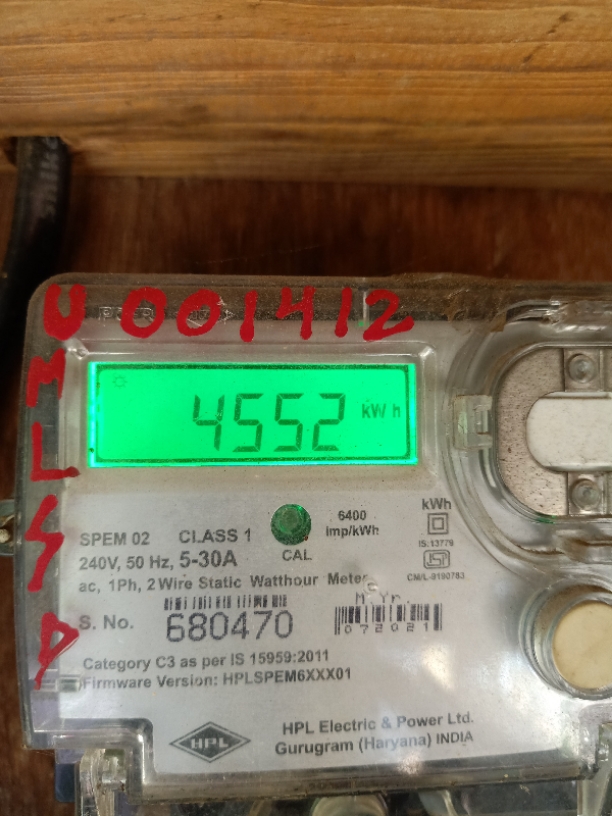 U001412
M
L
S
P
4552 kWh
SPEM 02 CLASS 1
6400
imp/kWh
kWh
240V, 50 Hz, 5-30A
CAL
IS:13779
ac, 1Ph, 2 Wire Static Watthour Meter
CM/L-9190783
M. Yr.
S. No. 680470
072021
Category C3 as per IS 15959:2011
Firmware Version: HPLSPEM6XXX01
HPL
HPL Electric & Power Ltd.
Gurugram (Haryana) INDIA